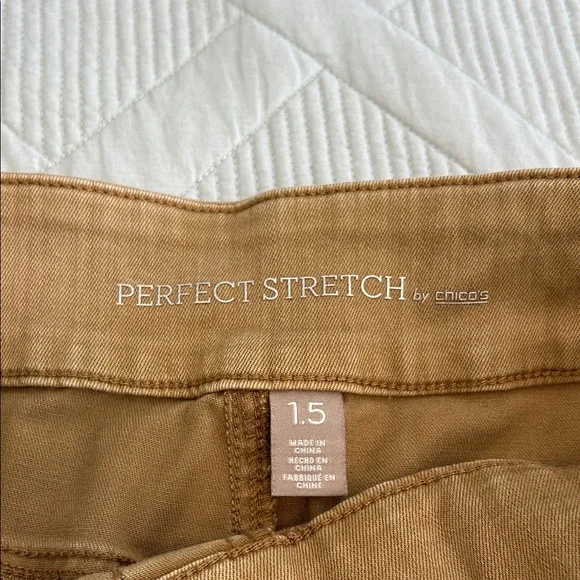 PERFECT STRETCH by chico's
1.5
MADE IN
CHINA
HECHO EN
CHINA
FABRIQUÉ EN
CHINE